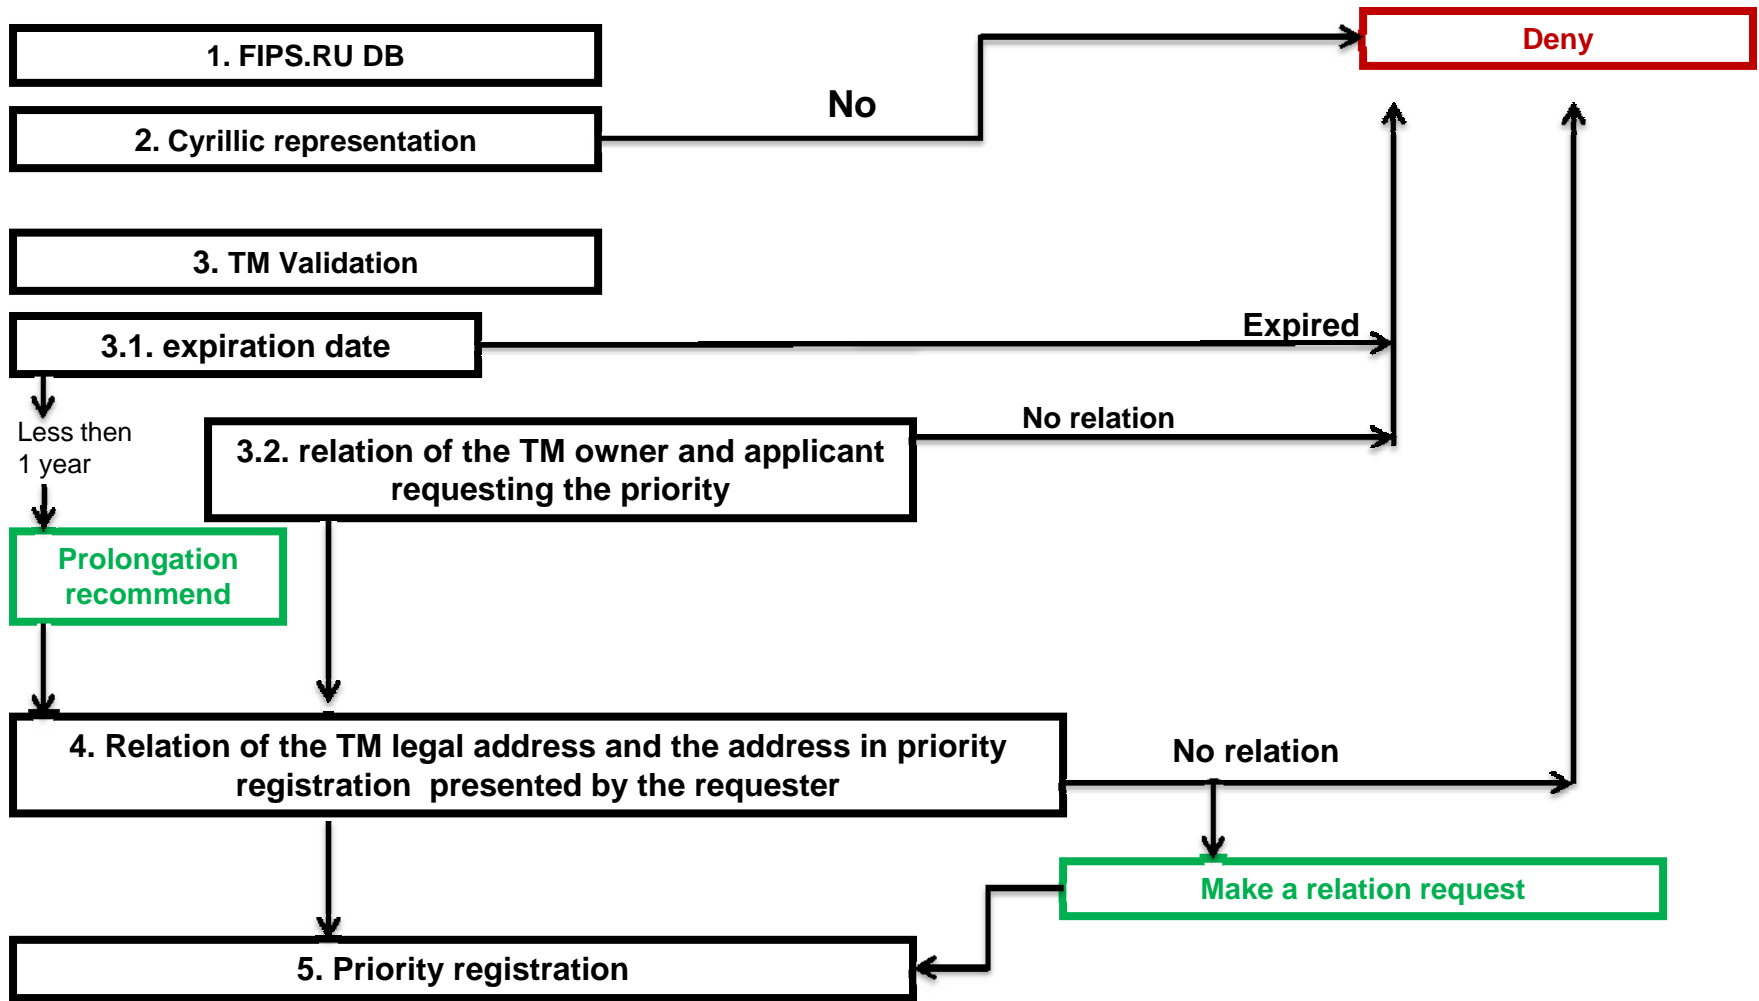 1. FIPS.RU DB
Deny
No
2. Cyrillic representation
3. TM Validation
3.1. expiration date
Expired
Less then
1 year
3.2. relation of the TM owner and applicant
requesting the priority
No relation
Prolongation
recommend
4. Relation of the TM legal address and the address in priority
registration  presented by the requester
No relation
Make a relation request
5. Priority registration